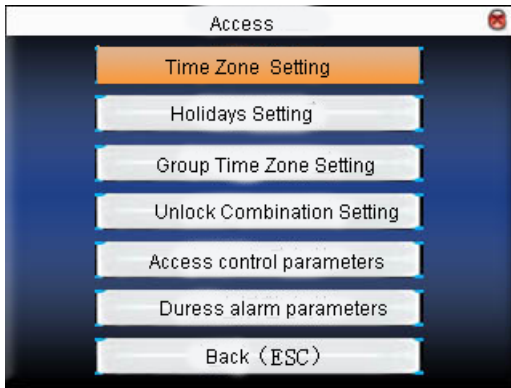 Access
Time Zone Setting
Holidays Setting
Group Time Zone Setting
Unlock Combination Setting
Access control parameters
Duress alarm parameters
Back（ESC）